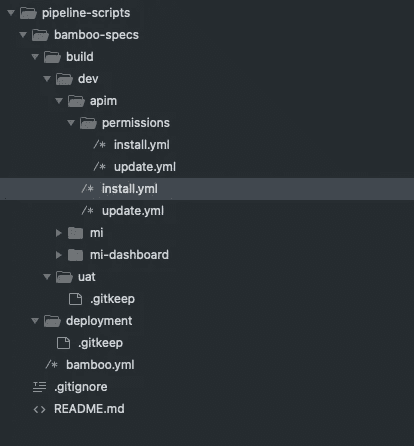 pipeline-scripts
bamboo-specs
build
dev
apim
permissions
/* install.yml
/* update.yml
/* install.yml
/* update.yml
mi
mi-dashboard
uat
.gitkeep
deployment
.gitkeep
/* bamboo.yml
.gitignore
<> README.md